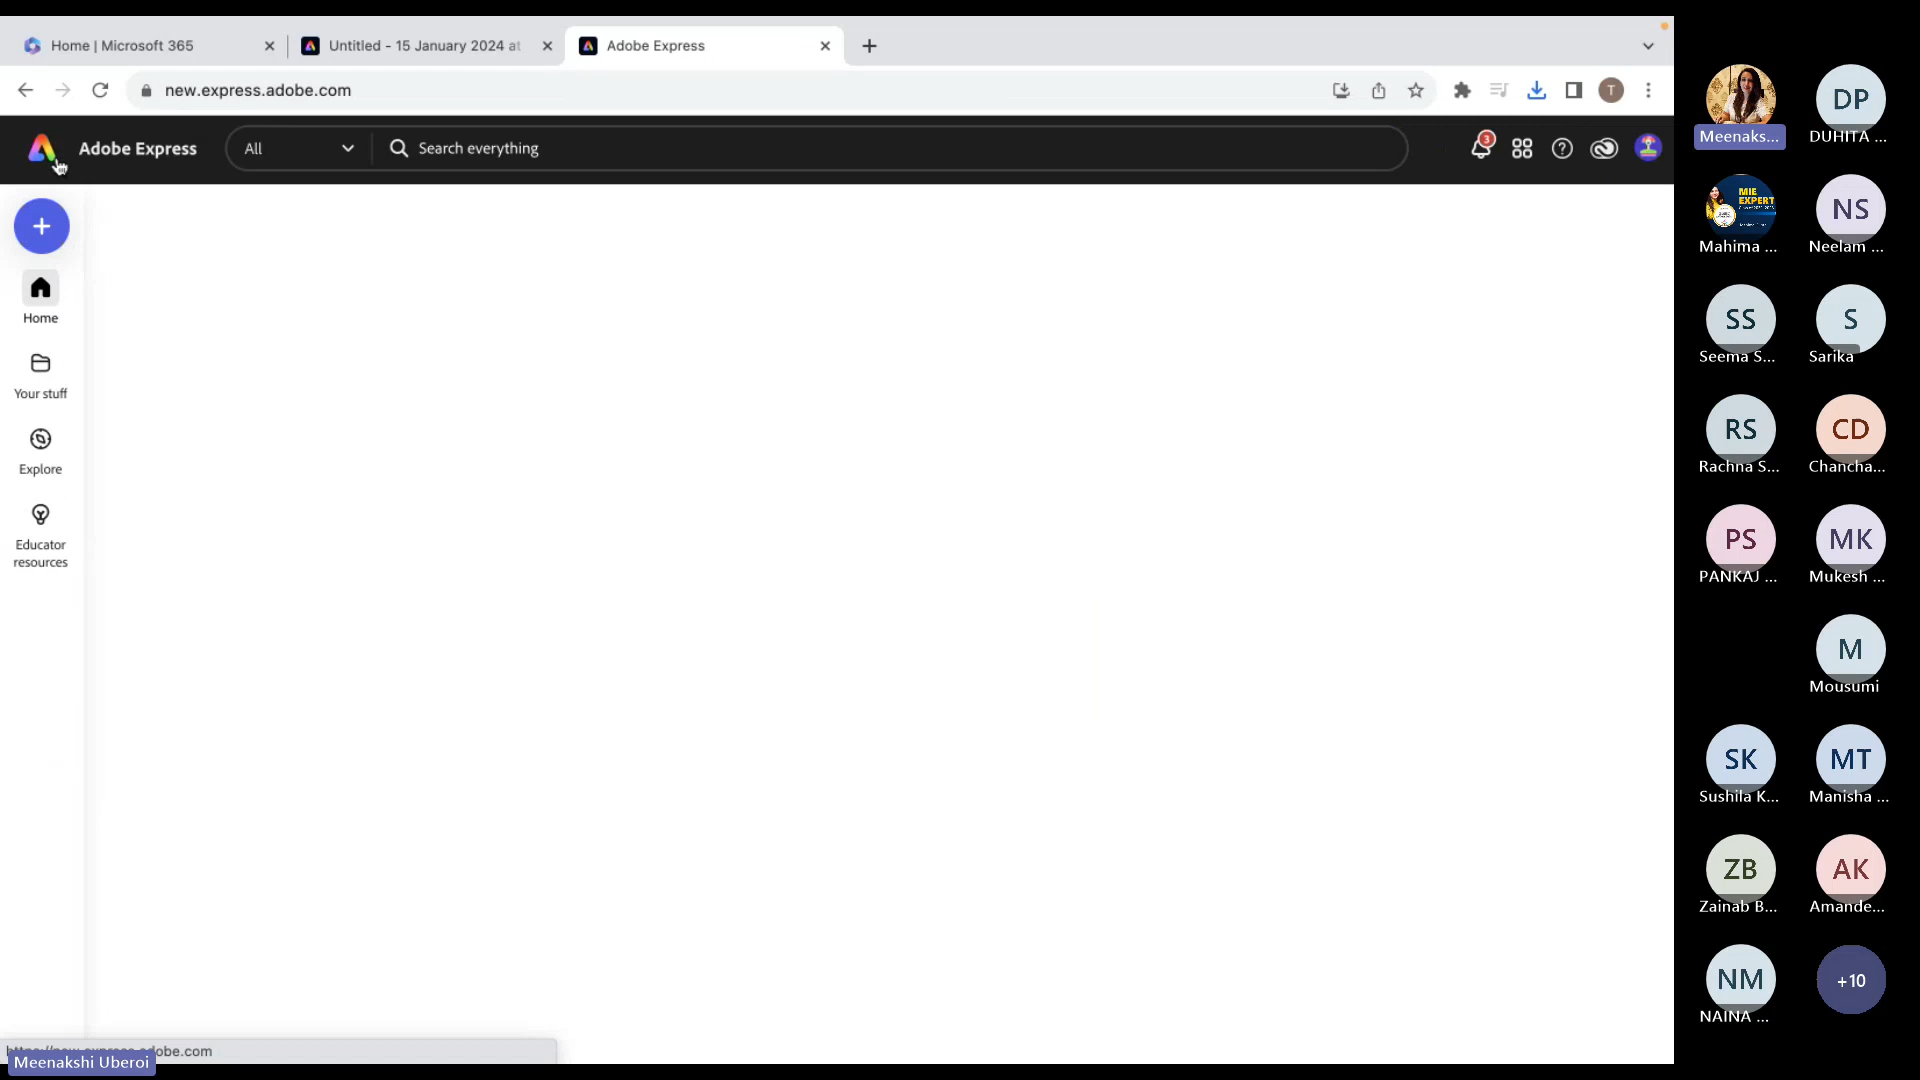 Home | Microsoft 365
Untitled - 15 January 2024 at
Adobe Express
new.express.adobe.com
T
Adobe Express
All
Search everything
3
Home
Your stuff
Explore
Educator
resources
Meenakshi Uberoi
Meenaks...
DP
DUHITA ...
MIE
EXPERT
Mahima ...
NS
Neelam ...
SS
Seema S...
S
Sarika
RS
Rachna S...
CD
Chancha...
PS
PANKAJ ...
MK
Mukesh ...
M
Mousumi
SK
Sushila K...
MT
Manisha ...
ZB
Zainab B...
AK
Amande...
NM
NAINA ...
+10